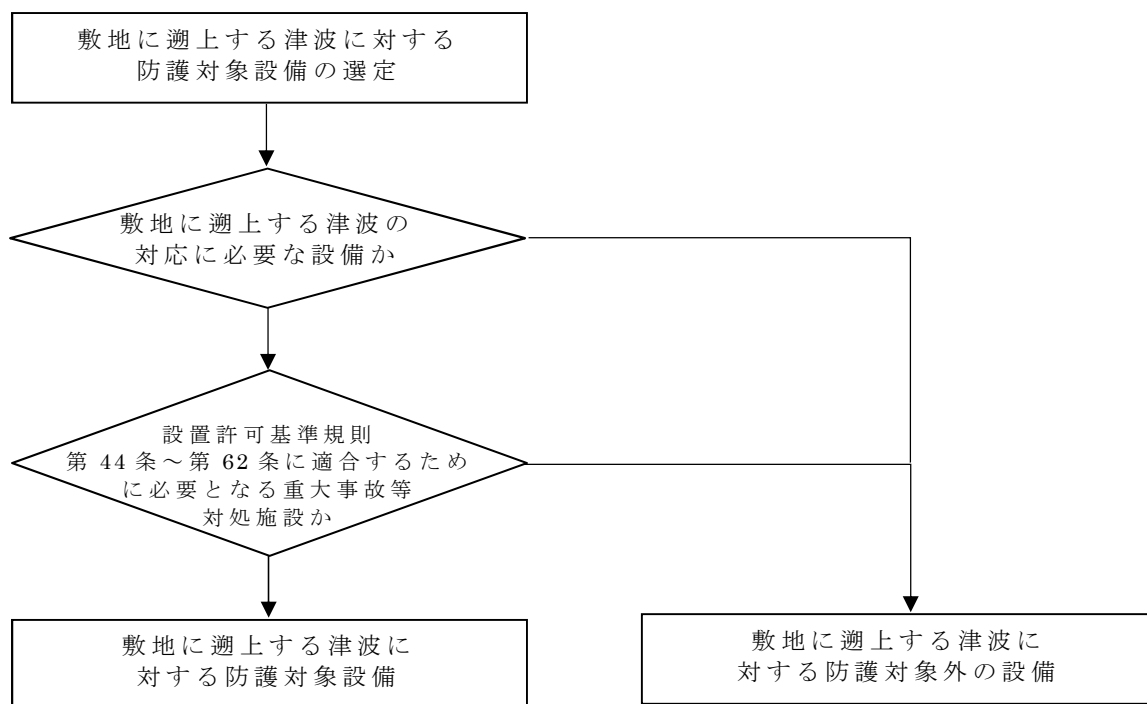 敷地に遡上する津波に対する
防護対象設備の選定
敷地に遡上する津波の
対応に必要な設備か
設置許可基準規則
第 44 条～第 62 条に適合するため
に必要となる重大事故等
対処施設か
敷地に遡上する津波に
対する防護対象設備
敷地に遡上する津波に
対する防護対象外の設備